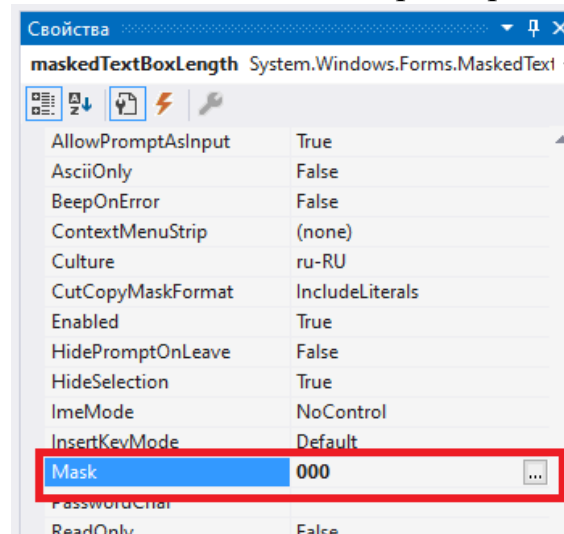 Свойства
maskedTextBoxLength System.Windows.Forms.MaskedText
AllowPromptAsInput True
AsciiOnly False
BeepOnError False
ContextMenuStrip (none)
Culture ru-RU
CutCopyMaskFormat IncludeLiterals
Enabled True
HidePromptOnLeave False
HideSelection True
ImeMode NoControl
InsertKeyMode Default
Mask 000 ...
PasswordChar
ReadOnly False